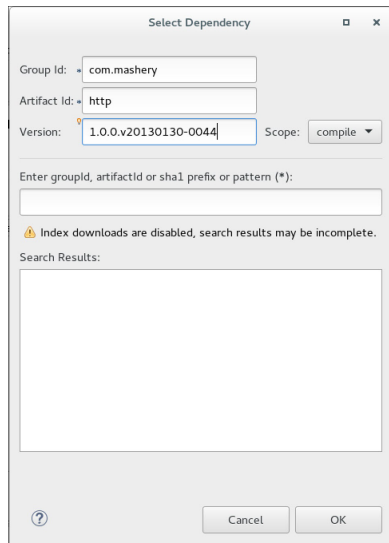 Select Dependency
Group Id: * com.mashery
Artifact Id: * http
Version: 1.0.0.v20130130-0044 Scope: compile
Enter groupId, artifactId or sha1 prefix or pattern (*):
Index downloads are disabled, search results may be incomplete.
Search Results:
Cancel OK